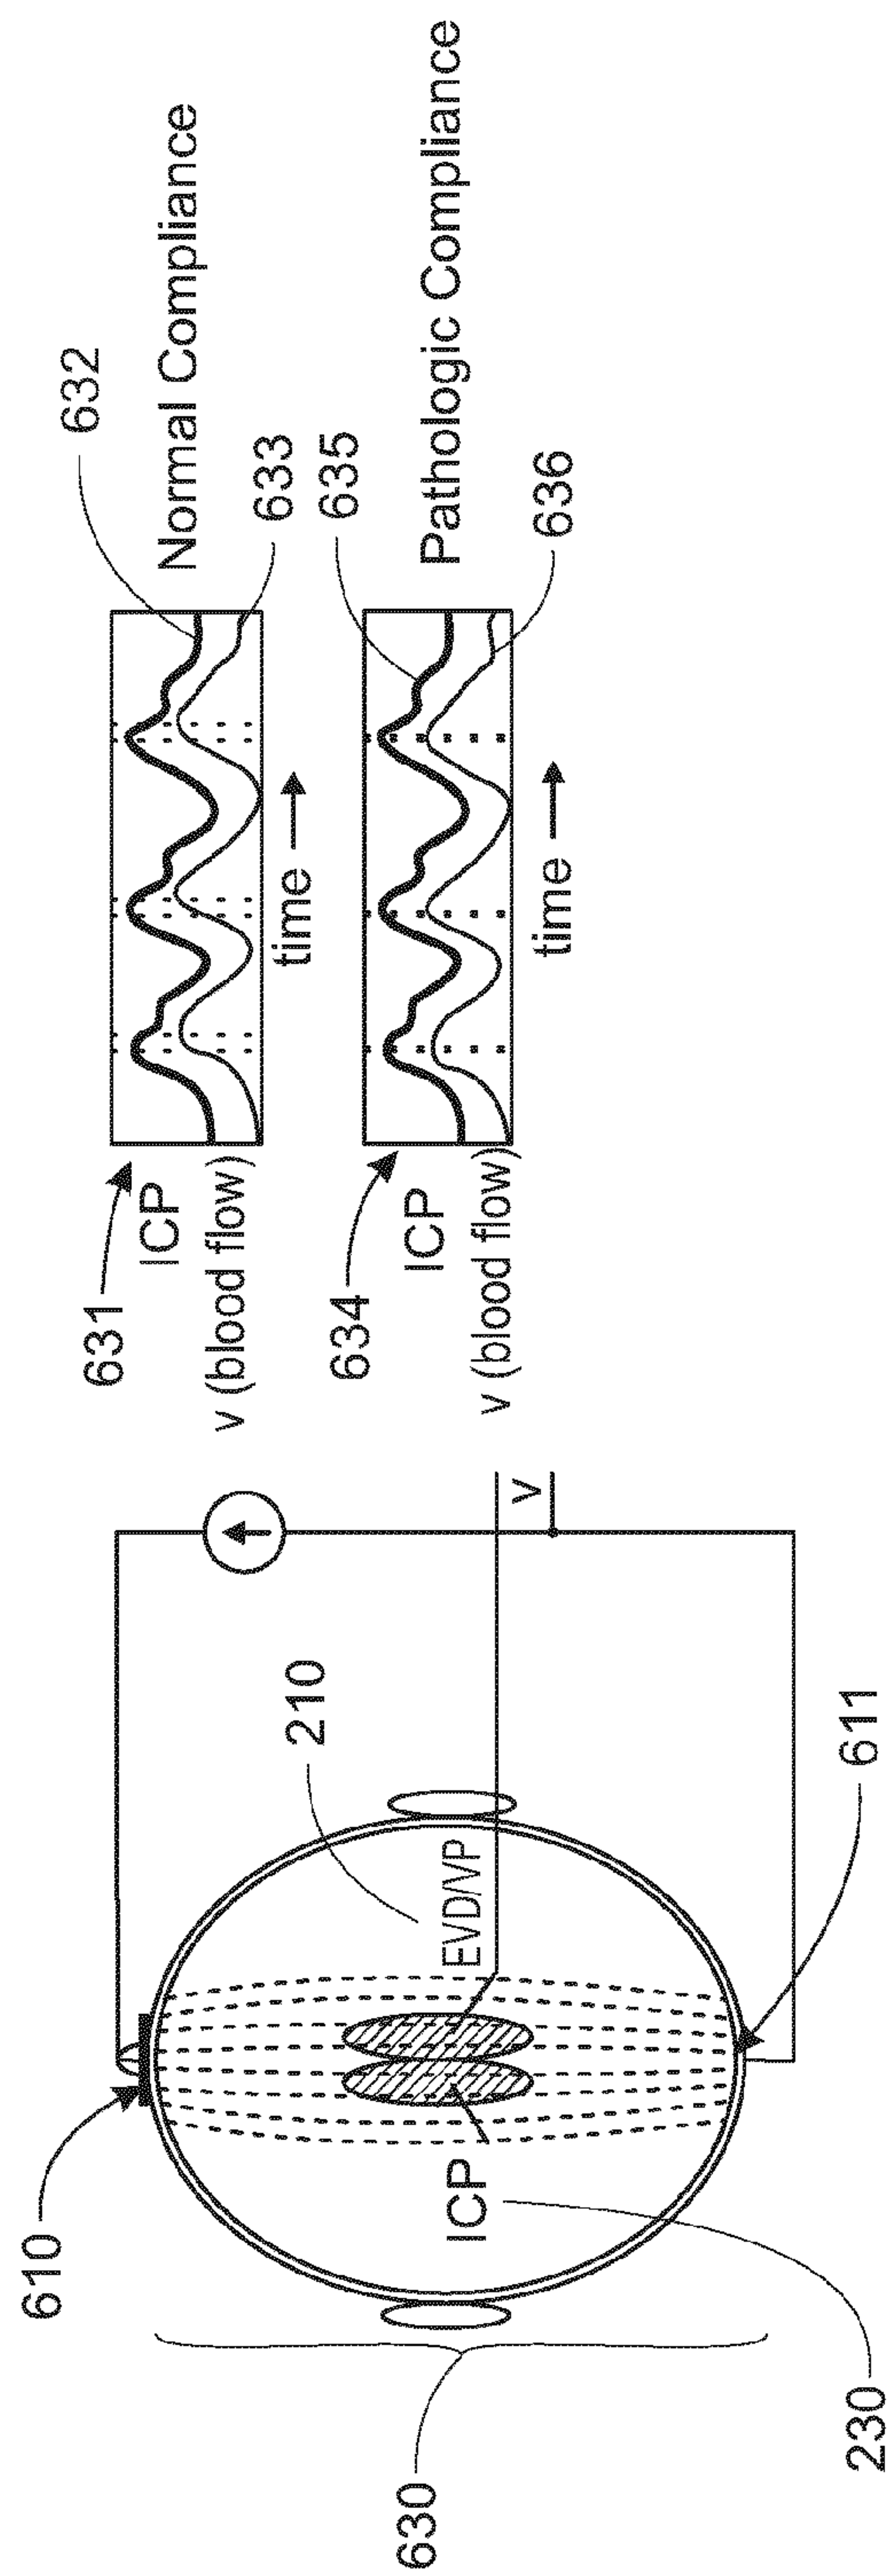 630
610
230
ICP
EVD/VP
210
611
V
631
ICP
v (blood flow)
632
Normal Compliance
633
time
634
ICP
v (blood flow)
635
Pathologic Compliance
636
time